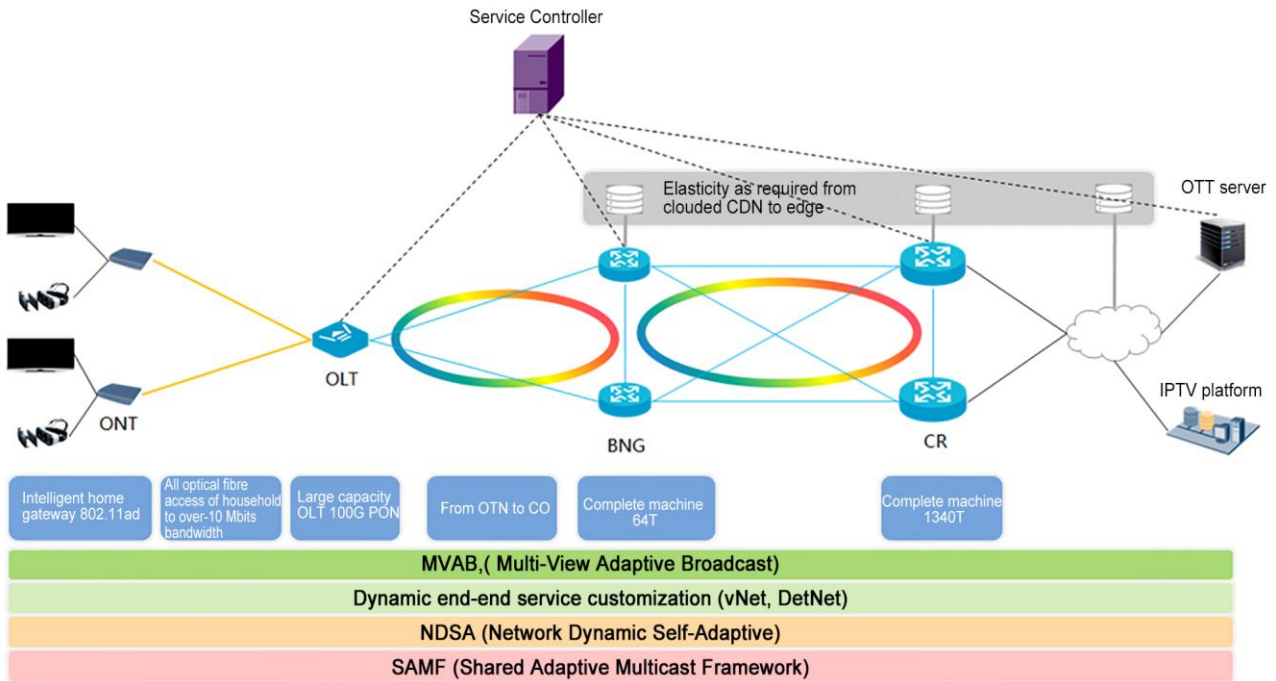 Service Controller
Elasticity as required from
clouded CDN to edge
OTT server
OLT
ONT
BNG
CR
IPTV platform
Intelligent home
gateway 802.11ad
All optical fibre
access of household
to over-10 Mbits
bandwidth
Large capacity
OLT 100G PON
From OTN to CO
Complete machine
64T
Complete machine
1340T
MVAB,( Multi-View Adaptive Broadcast)
Dynamic end-end service customization (vNet, DetNet)
NDSA (Network Dynamic Self-Adaptive)
SAMF (Shared Adaptive Multicast Framework)